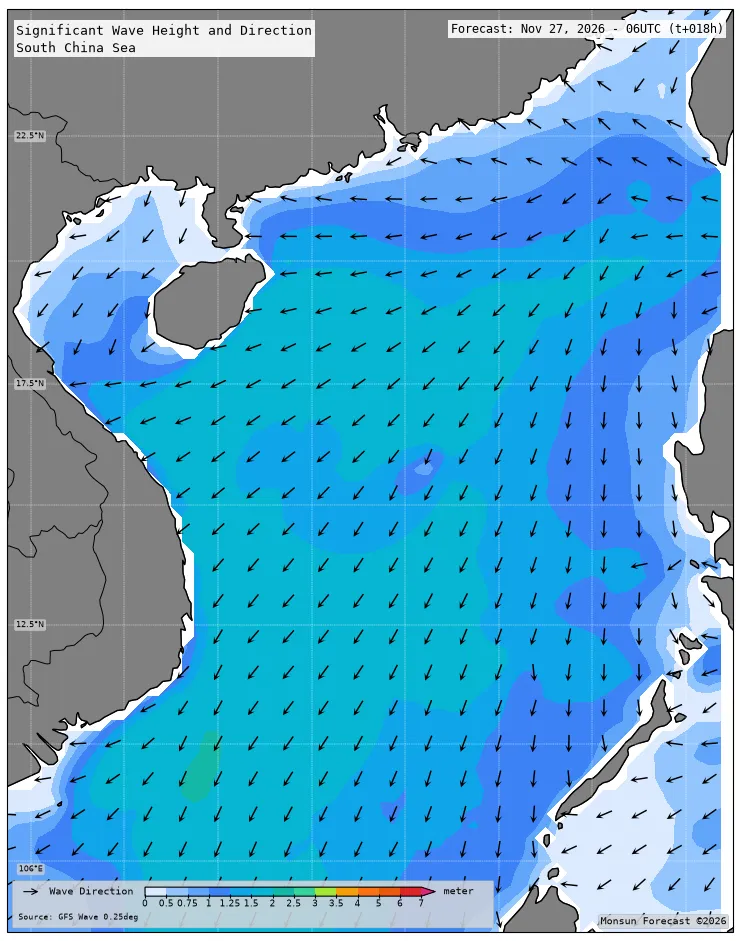 Significant Wave Height and Direction
South China Sea
Forecast: Nov 27, 2026 - 06UTC (t+018h)
22.5°N
17.5°N
12.5°N
106°E
Wave Direction
0 0.5 0.75 1 1.25 1.5 2 2.5 3 3.5 4 5 6 7
meter
Source: GFS Wave 0.25deg
Monsun Forecast ©2026